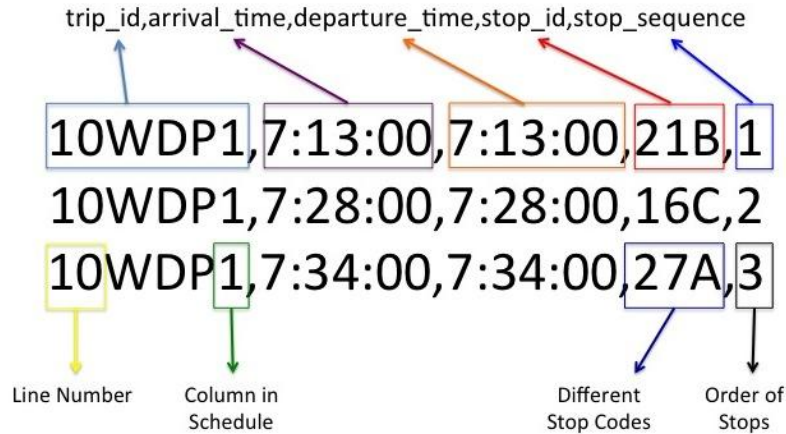 trip_id,arrival_time,departure_time,stop_id,stop_sequence
10WDP1,7:13:00,7:13:00,21B,1
10WDP1,7:28:00,7:28:00,16C,2
10WDP1,7:34:00,7:34:00,27A,3
Line Number
Column in
Schedule
Different
Stop Codes
Order of
Stops